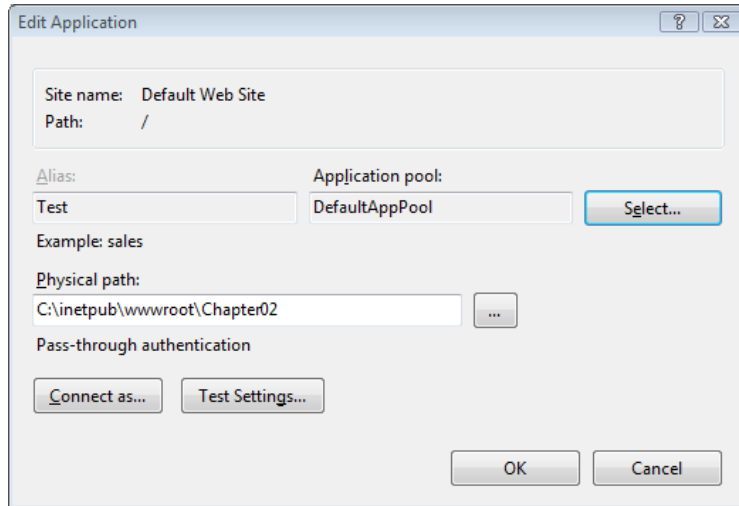 Edit Application
Site name: Default Web Site
Path: /
Alias: Application pool:
Test DefaultAppPool Select...
Example: sales
Physical path:
C:\inetpub\wwwroot\Chapter02 ...
Pass-through authentication
Connect as... Test Settings...
OK Cancel